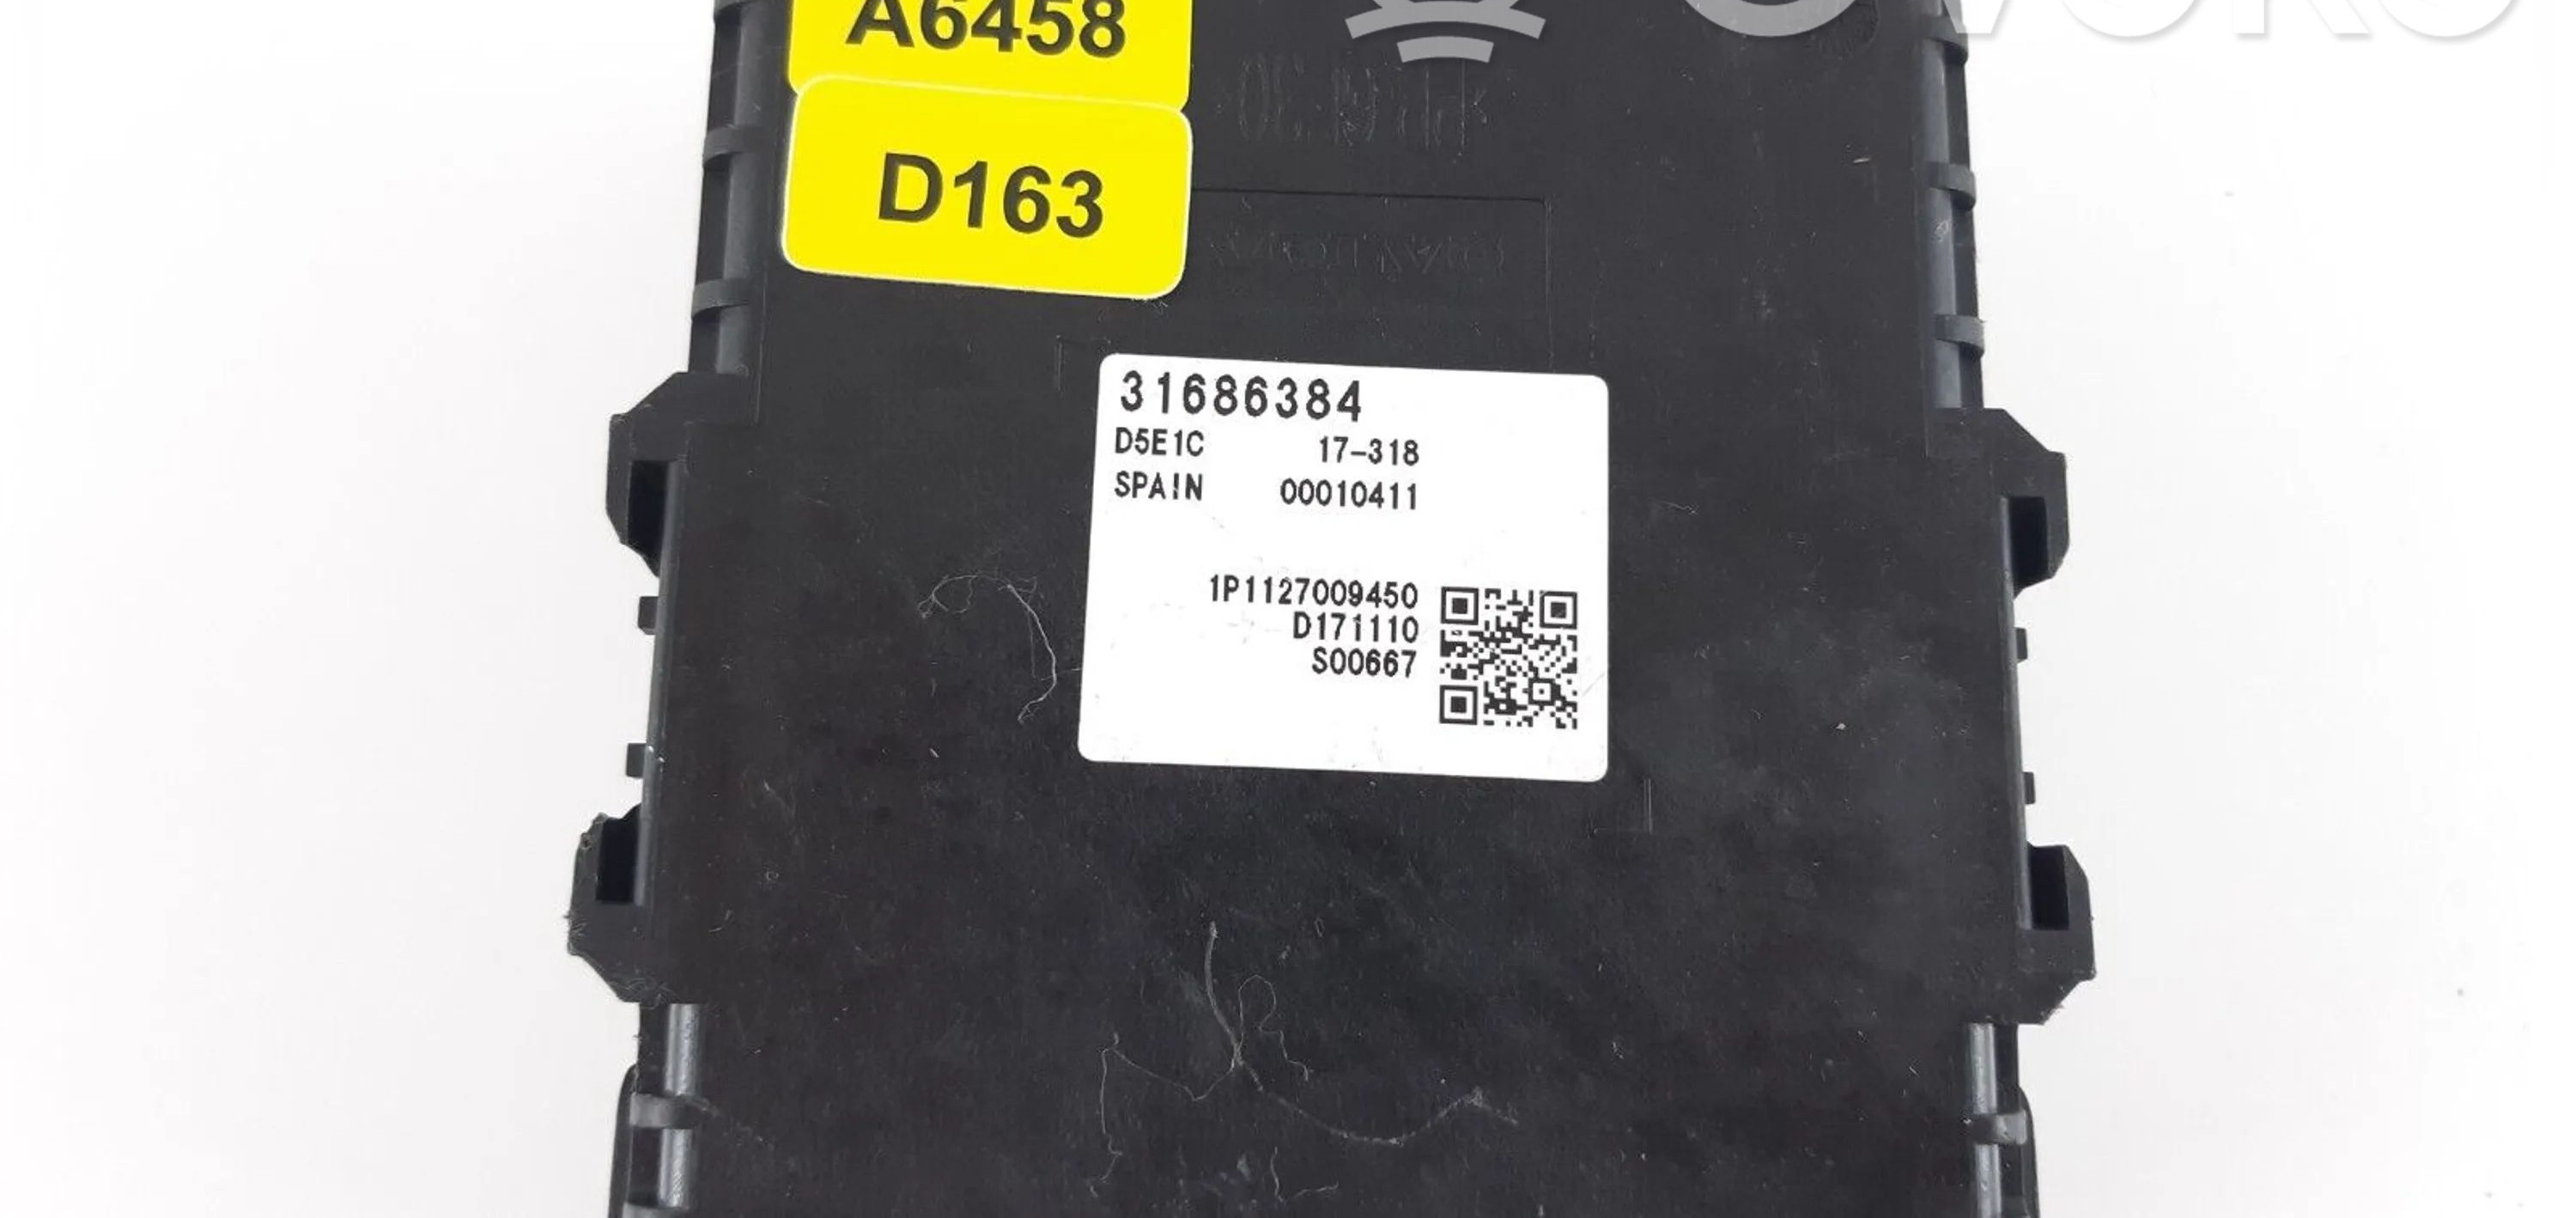 A6458
D163
31686384
D5E1C 17-318
SPAIN 00010411
1P1127009450
D171110
S00667